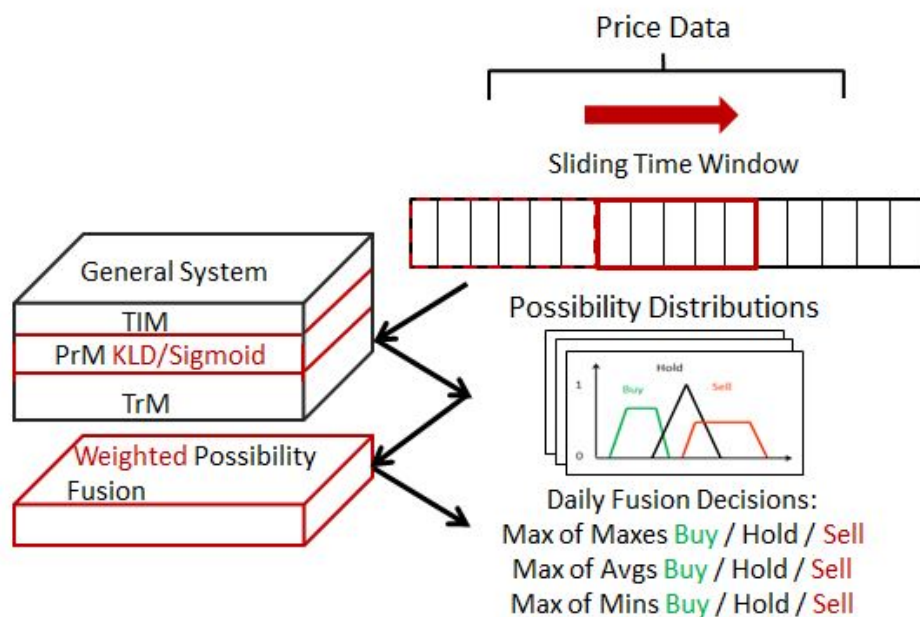 Price Data
Sliding Time Window
General System
TIM
PrM KLD/Sigmoid
TrM
Possibility Distributions
Hold
1
Buy
Sell
0
Weighted Possibility
Fusion
Daily Fusion Decisions:
Max of Maxes Buy / Hold / Sell
Max of Avgs Buy / Hold / Sell
Max of Mins Buy / Hold / Sell